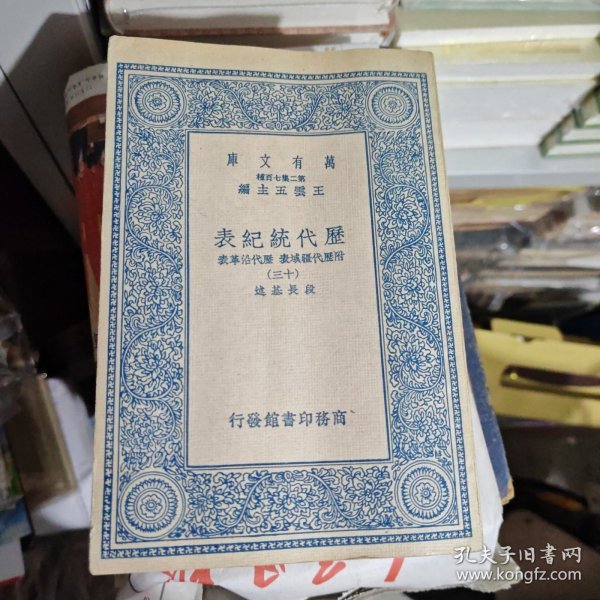 萬有文庫
第二集七百種
王雲五主編
歷代統紀表
附歷代疆域表 歷代沿革表
(十三)
段長基述
商務印書館發行
孔夫子旧书网
www.kongfz.com